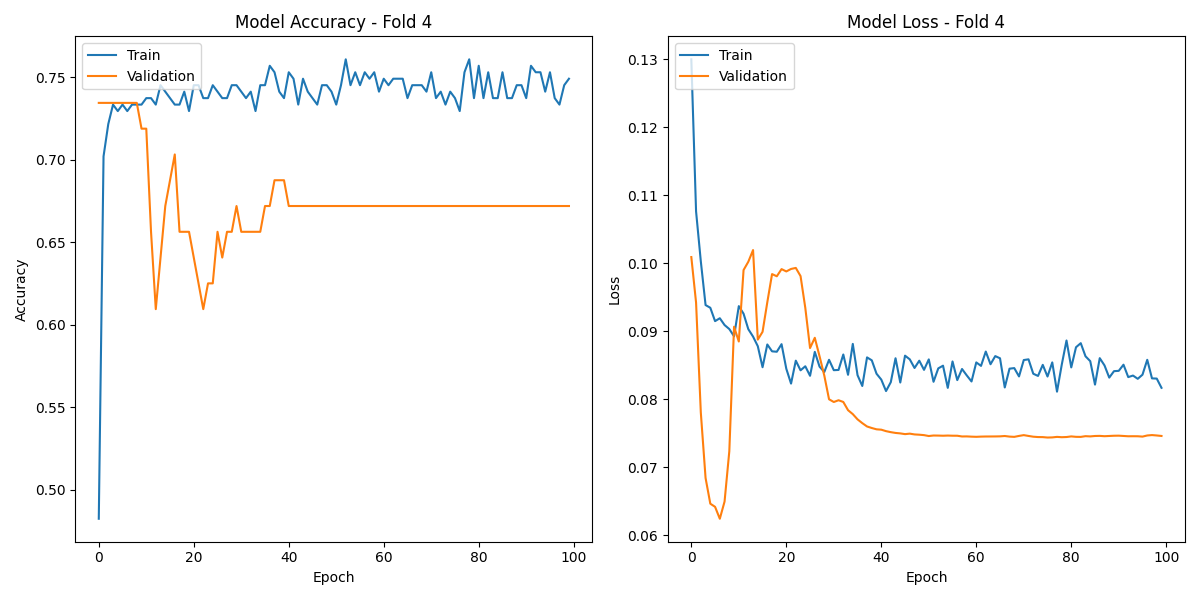 Model Accuracy - Fold 4
Train
Validation
0.75
0.70
0.65
0.60
0.55
0.50
Accuracy
0
20
40
60
80
100
Epoch
Model Loss - Fold 4
Train
Validation
0.13
0.12
0.11
0.10
0.09
0.08
0.07
0.06
Loss
0
20
40
60
80
100
Epoch